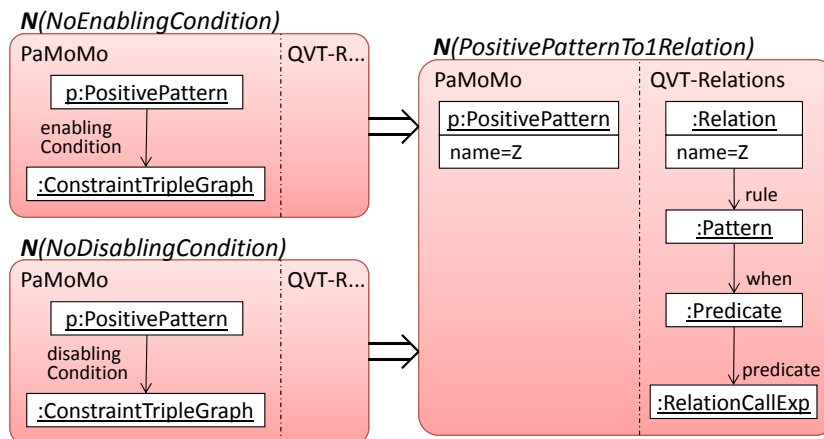 N(NoEnablingCondition)
PaMoMo
QVT-R...
p:PositivePattern
enabling
Condition
:ConstraintTripleGraph
N(NoDisablingCondition)
PaMoMo
QVT-R...
p:PositivePattern
disabling
Condition
:ConstraintTripleGraph
N(PositivePatternTo1Relation)
PaMoMo
QVT-Relations
p:PositivePattern
name=Z
:Relation
name=Z
rule
:Pattern
when
:Predicate
predicate
:RelationCallExp